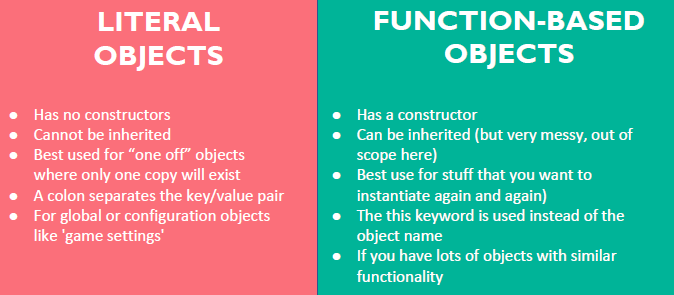 LITERAL
OBJECTS
● Has no constructors
● Cannot be inherited
● Best used for “one off” objects
where only one copy will exist
● A colon separates the key/value pair
● For global or configuration objects
like 'game settings'
FUNCTION-BASED
OBJECTS
● Has a constructor
● Can be inherited (but very messy, out of
scope here)
● Best use for stuff that you want to
instantiate again and again)
● The this keyword is used instead of the
object name
● If you have lots of objects with similar
functionality